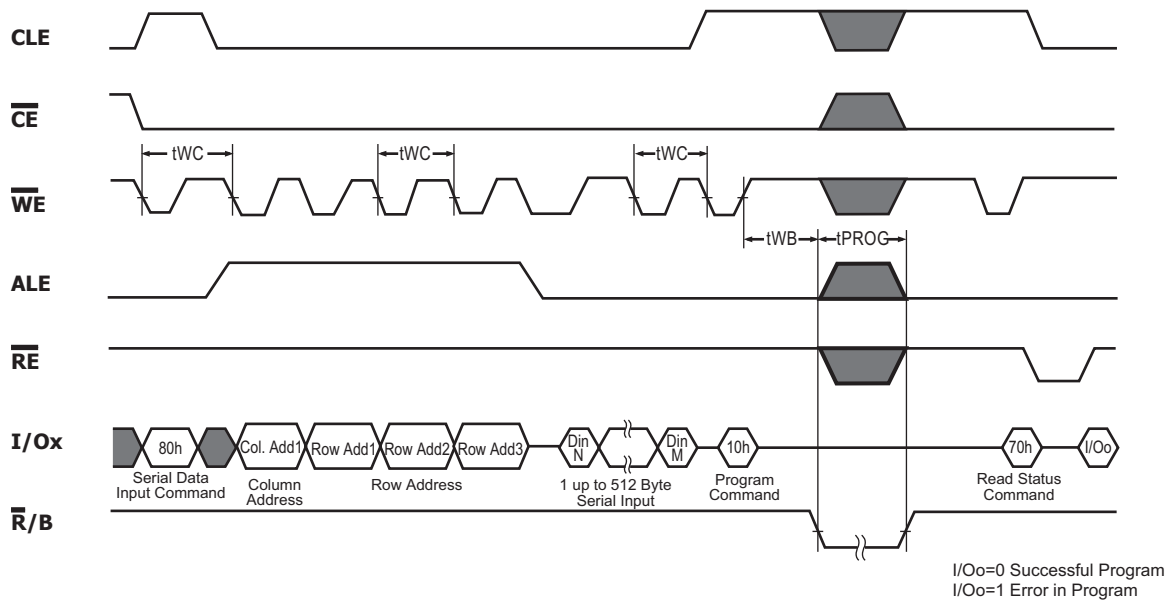 CLE
CE
tWC tWC tWC
WE
tWB tPROG
ALE
RE
I/Ox 80h Col. Add1 Row Add1 Row Add2 Row Add3 Din N Din M 10h 70h I/Oo
Serial Data Input Command
Column Address
Row Address
1 up to 512 Byte Serial Input
Program Command
Read Status Command
R/B
I/Oo=0 Successful Program
I/Oo=1 Error in Program